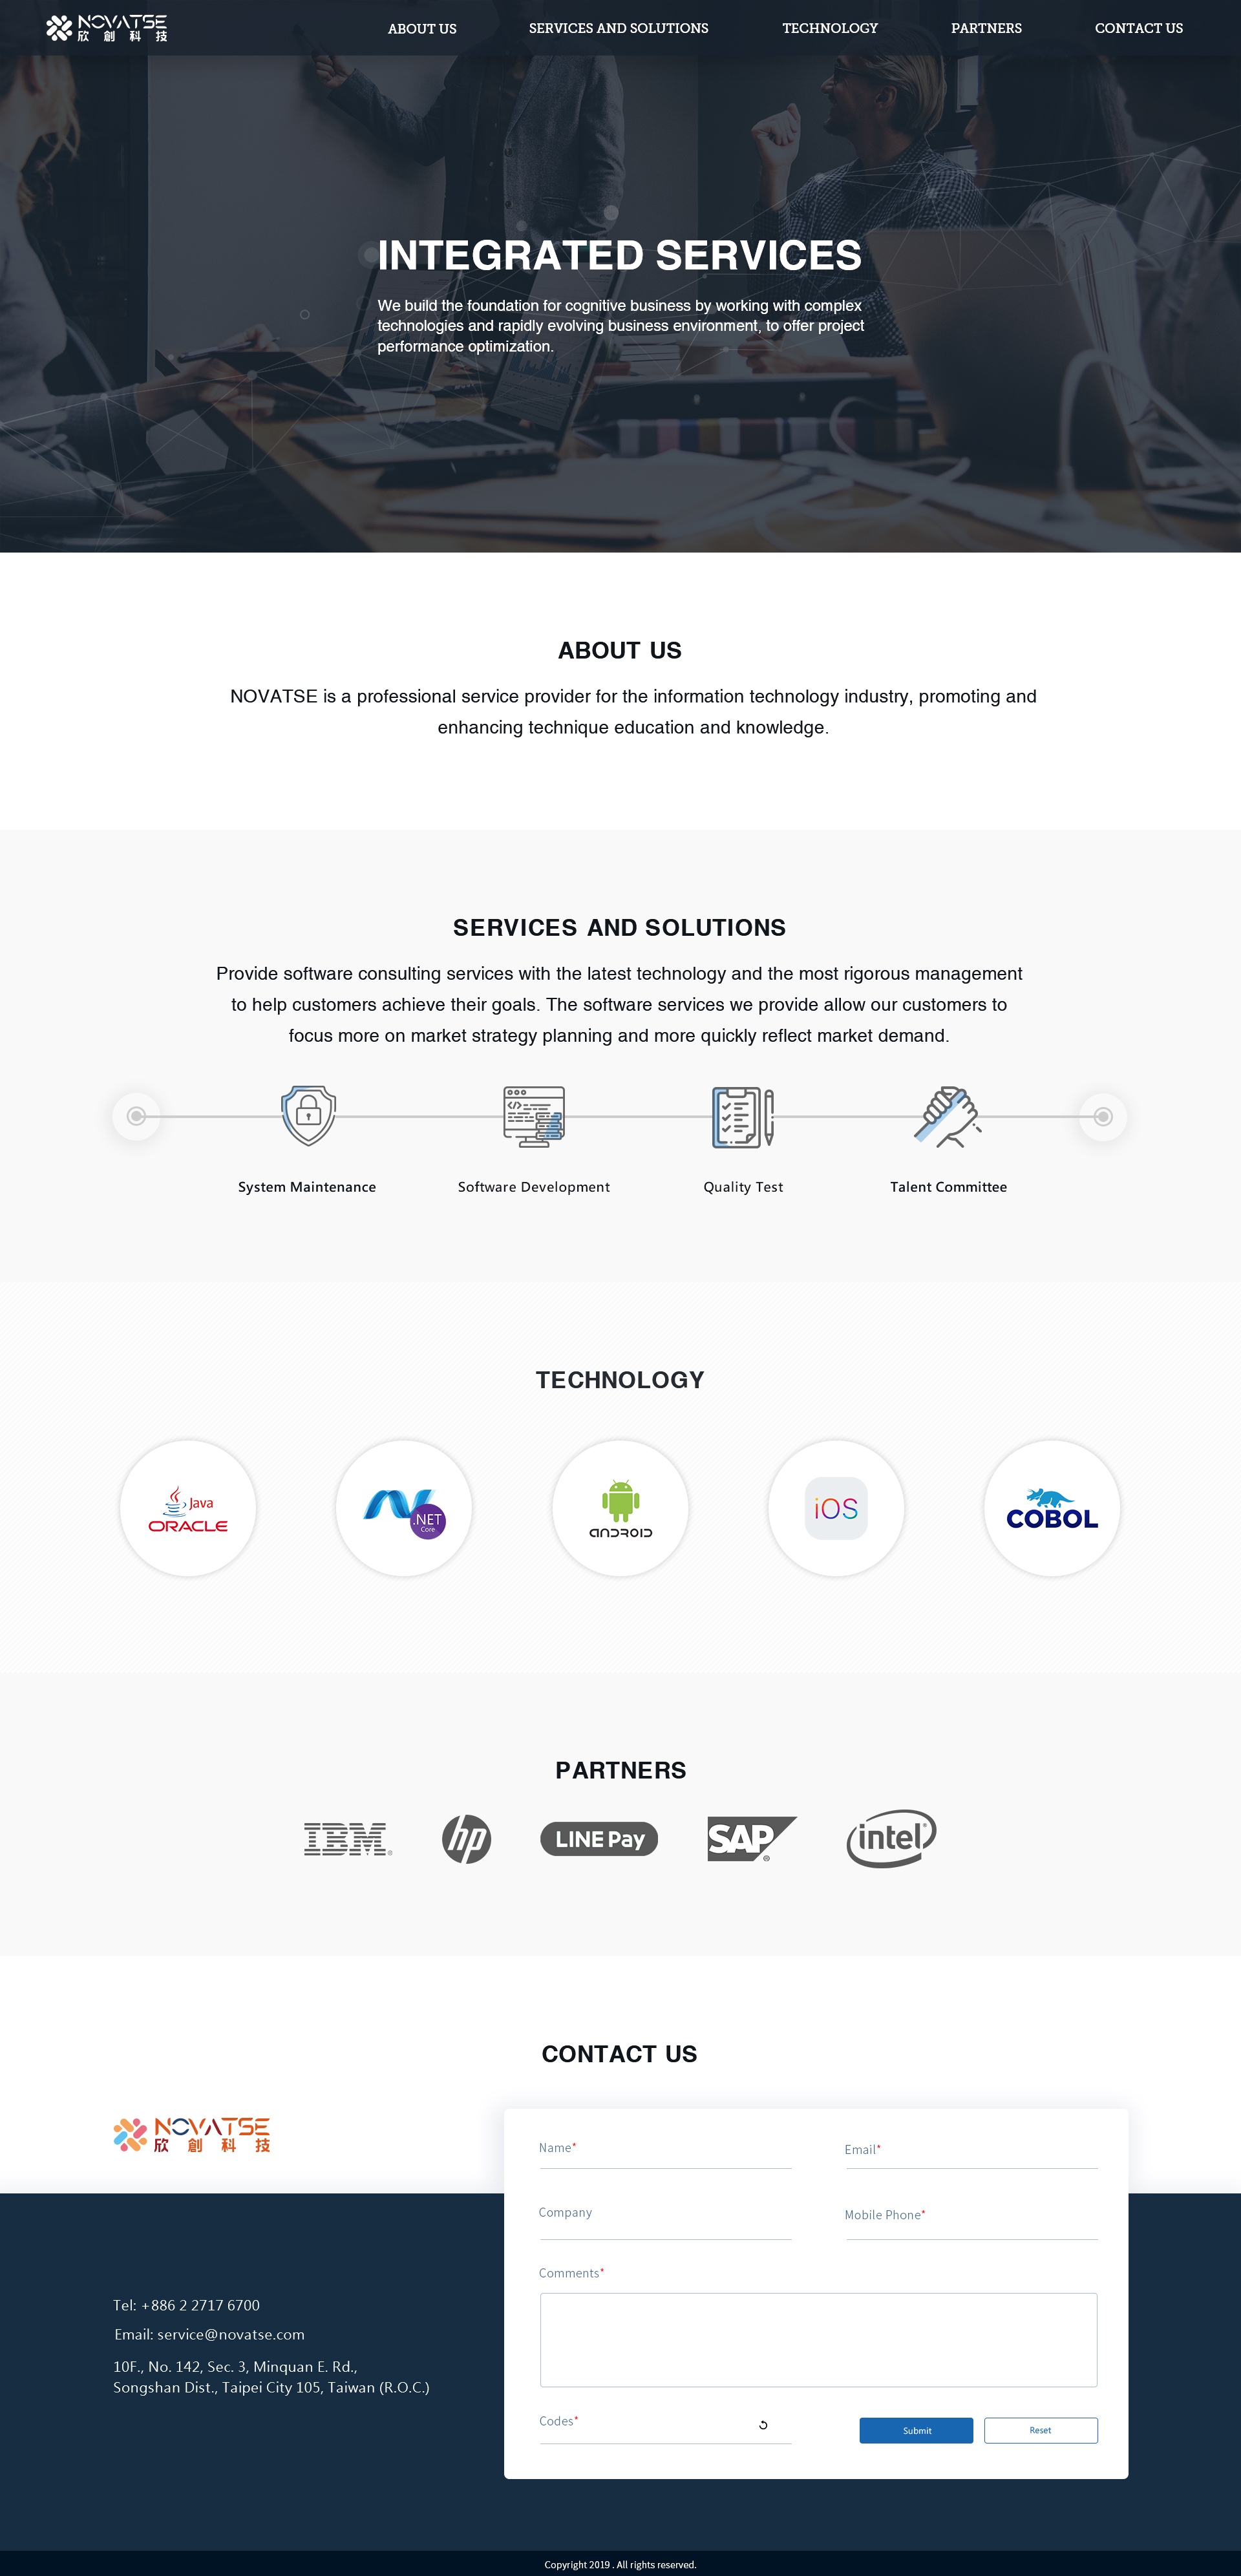 NOVATSE
欣創科技
ABOUT US
SERVICES AND SOLUTIONS
TECHNOLOGY
PARTNERS
CONTACT US
INTEGRATED SERVICES
We build the foundation for cognitive business by working with complex
technologies and rapidly evolving business environment, to offer project
performance optimization.
ABOUT US
NOVATSE is a professional service provider for the information technology industry, promoting and
enhancing technique education and knowledge.
SERVICES AND SOLUTIONS
Provide software consulting services with the latest technology and the most rigorous management
to help customers achieve their goals. The software services we provide allow our customers to
focus more on market strategy planning and more quickly reflect market demand.
System Maintenance
Software Development
Quality Test
Talent Committee
TECHNOLOGY
Java
ORACLE
.NET
Core
ANDROID
iOS
COBOL
PARTNERS
IBM®
hp
LINE Pay
SAP®
intel®
CONTACT US
NOVATSE
欣創科技
Name*
Email*
Company
Mobile Phone*
Comments*
Tel: +886 2 2717 6700
Email: service@novatse.com
10F., No. 142, Sec. 3, Minquan E. Rd.,
Songshan Dist., Taipei City 105, Taiwan (R.O.C.)
Codes*
Submit
Reset
Copyright 2019 . All rights reserved.